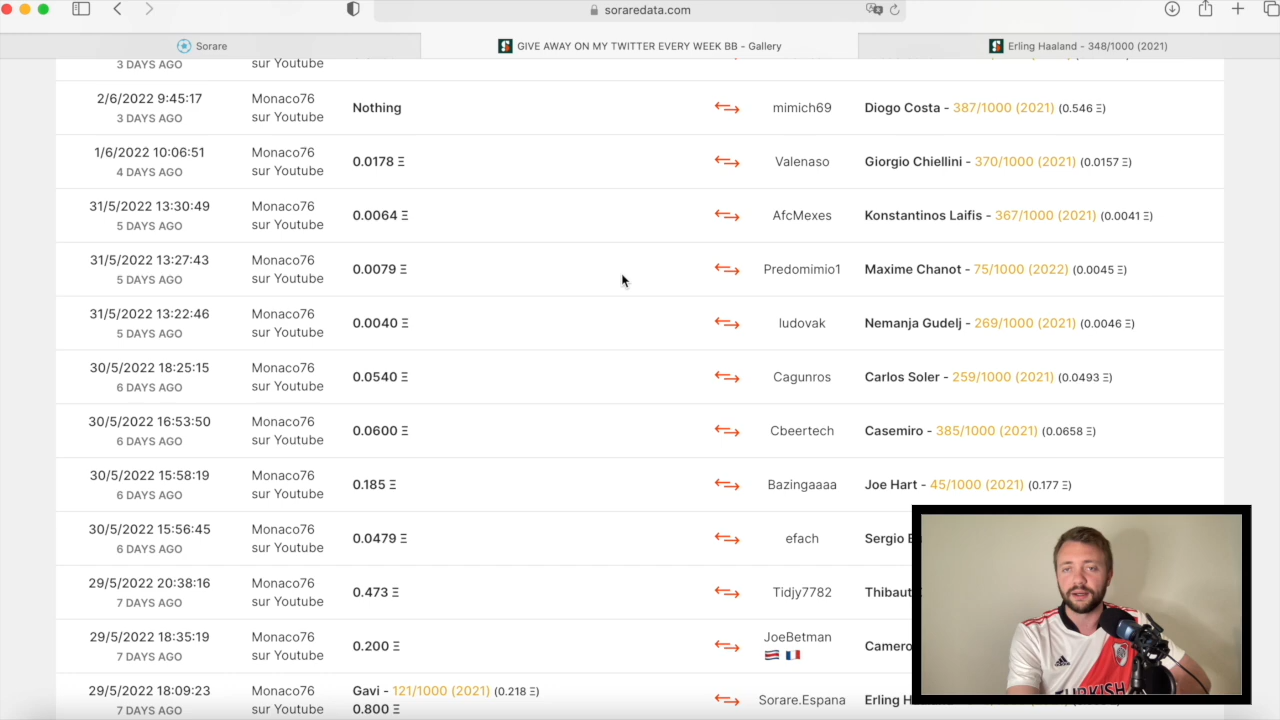 soraredata.com
Sorare
GIVE AWAY ON MY TWITTER EVERY WEEK BB - Gallery
Erling Haaland - 348/1000 (2021)
3 DAYS AGO
sur Youtube
2/6/2022 9:45:17
3 DAYS AGO
Monaco76
sur Youtube
Nothing
mimich69
Diogo Costa - 387/1000 (2021) (0.546 Ξ)
1/6/2022 10:06:51
4 DAYS AGO
Monaco76
sur Youtube
0.0178 Ξ
Valenaso
Giorgio Chiellini - 370/1000 (2021) (0.0157 Ξ)
31/5/2022 13:30:49
5 DAYS AGO
Monaco76
sur Youtube
0.0064 Ξ
AfcMexes
Konstantinos Laifis - 367/1000 (2021) (0.0041 Ξ)
31/5/2022 13:27:43
5 DAYS AGO
Monaco76
sur Youtube
0.0079 Ξ
Predomimio1
Maxime Chanot - 75/1000 (2022) (0.0045 Ξ)
31/5/2022 13:22:46
5 DAYS AGO
Monaco76
sur Youtube
0.0040 Ξ
ludovak
Nemanja Gudelj - 269/1000 (2021) (0.0046 Ξ)
30/5/2022 18:25:15
6 DAYS AGO
Monaco76
sur Youtube
0.0540 Ξ
Cagunros
Carlos Soler - 259/1000 (2021) (0.0493 Ξ)
30/5/2022 16:53:50
6 DAYS AGO
Monaco76
sur Youtube
0.0600 Ξ
Cbeertech
Casemiro - 385/1000 (2021) (0.0658 Ξ)
30/5/2022 15:58:19
6 DAYS AGO
Monaco76
sur Youtube
0.185 Ξ
Bazingaaaa
Joe Hart - 45/1000 (2021) (0.177 Ξ)
30/5/2022 15:56:45
6 DAYS AGO
Monaco76
sur Youtube
0.0479 Ξ
efach
Sergio
29/5/2022 20:38:16
7 DAYS AGO
Monaco76
sur Youtube
0.473 Ξ
Tidjy7782
Thibaut
29/5/2022 18:35:19
7 DAYS AGO
Monaco76
sur Youtube
0.200 Ξ
JoeBetman
Camero
29/5/2022 18:09:23
7 DAYS AGO
Monaco76
sur Youtube
Gavi - 121/1000 (2021) (0.218 Ξ)
0.800 Ξ
Sorare.Espana
Erling
adidas
TURKISH